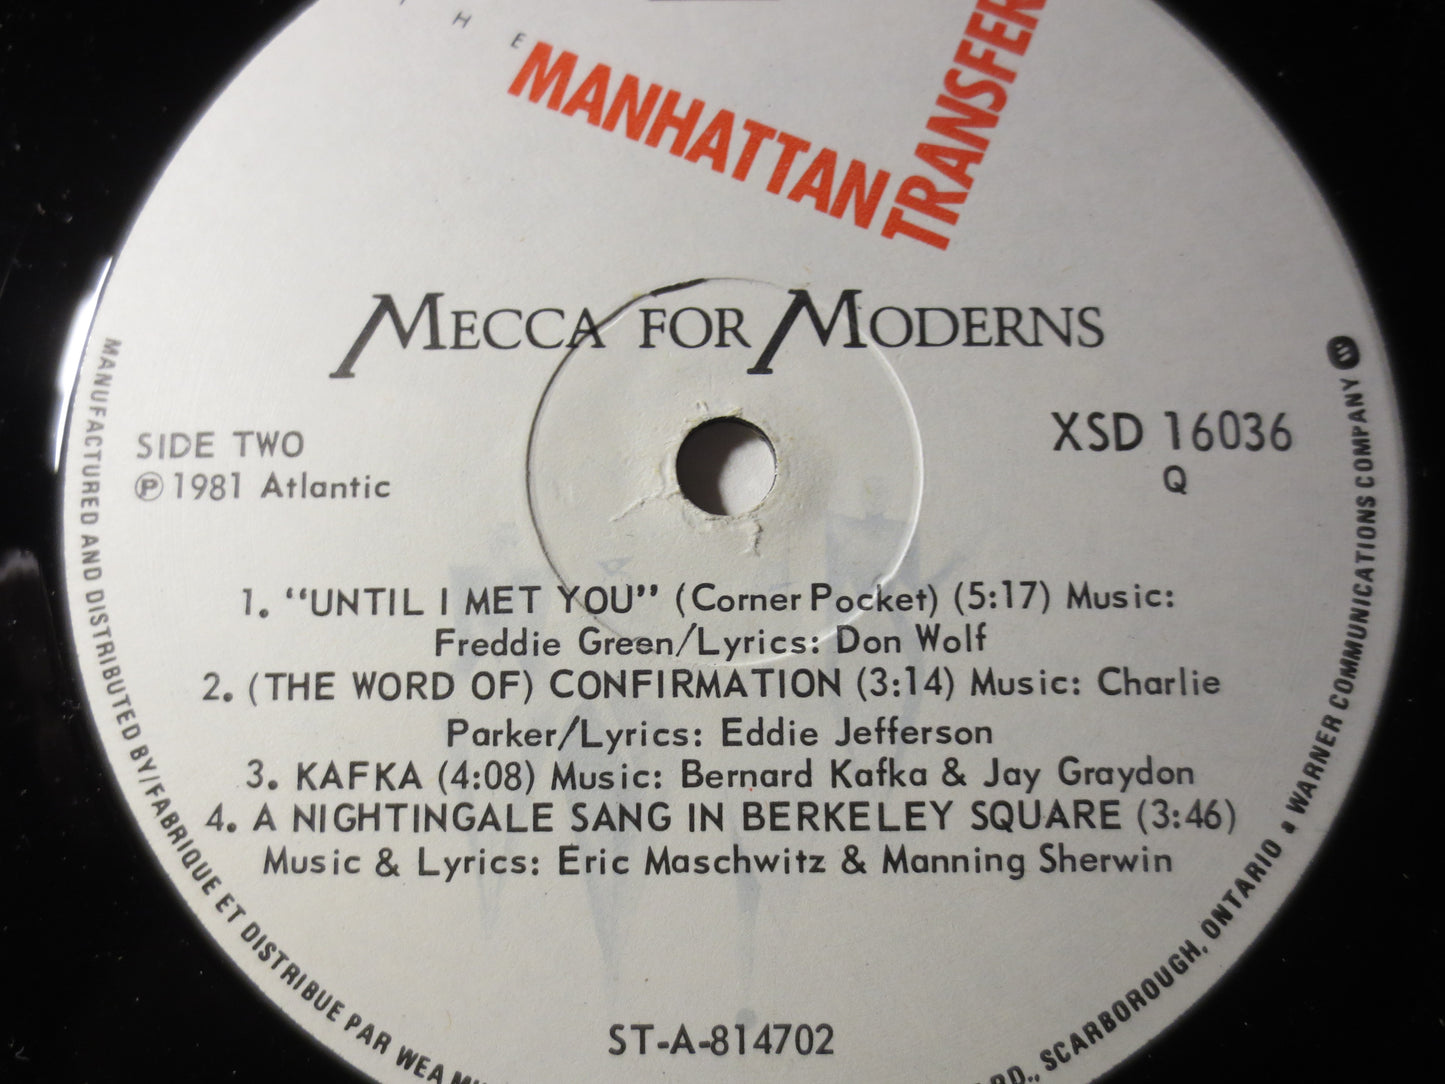 THE
MANHATTAN
TRANSFER
MECCA FOR MODERNS
SIDE TWO
℗ 1981 Atlantic
XSD 16036
Q
1. "UNTIL I MET YOU" (Corner Pocket) (5:17) Music:
Freddie Green/Lyrics: Don Wolf
2. (THE WORD OF) CONFIRMATION (3:14) Music: Charlie
Parker/Lyrics: Eddie Jefferson
3. KAFKA (4:08) Music: Bernard Kafka & Jay Graydon
4. A NIGHTINGALE SANG IN BERKELEY SQUARE (3:46)
Music & Lyrics: Eric Maschwitz & Manning Sherwin
ST-A-814702
MANUFACTURED AND DISTRIBUTED BY/FABRIQUE ET DISTRIBUE PAR WEA
SCARBOROUGH, ONTARIO a WARNER COMMUNICATIONS COMPANY